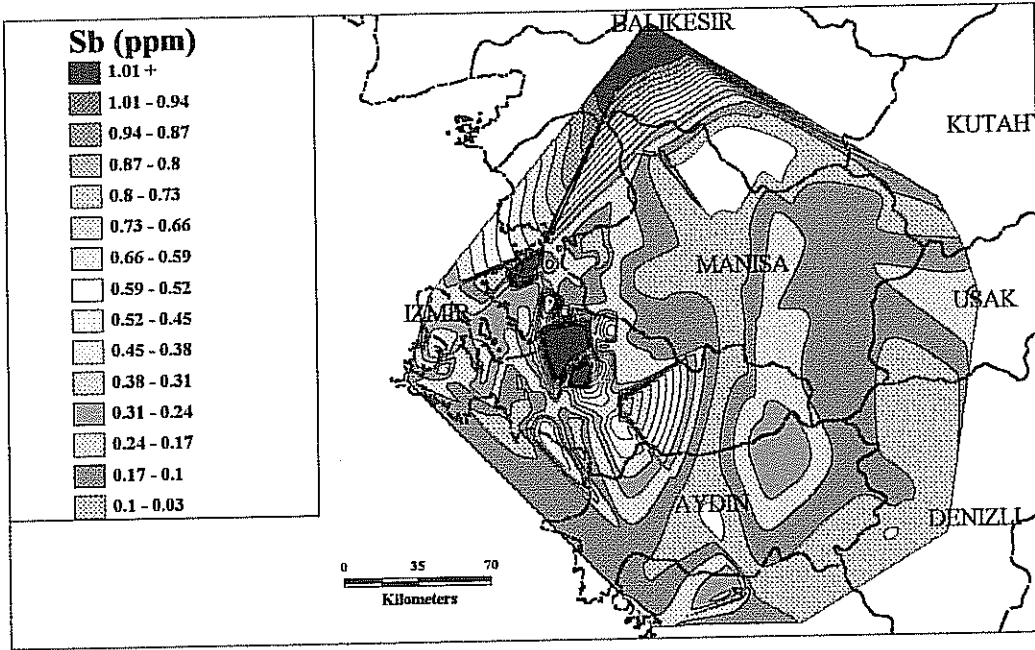 Sb (ppm)
1.01 +
1.01 - 0.94
0.94 - 0.87
0.87 - 0.8
0.8 - 0.73
0.73 - 0.66
0.66 - 0.59
0.59 - 0.52
0.52 - 0.45
0.45 - 0.38
0.38 - 0.31
0.31 - 0.24
0.24 - 0.17
0.17 - 0.1
0.1 - 0.03
BALIKESIR
KUTAHY
MANISA
USAK
IZMIR
AYDIN
DENIZLI
0 35 70
Kilometers